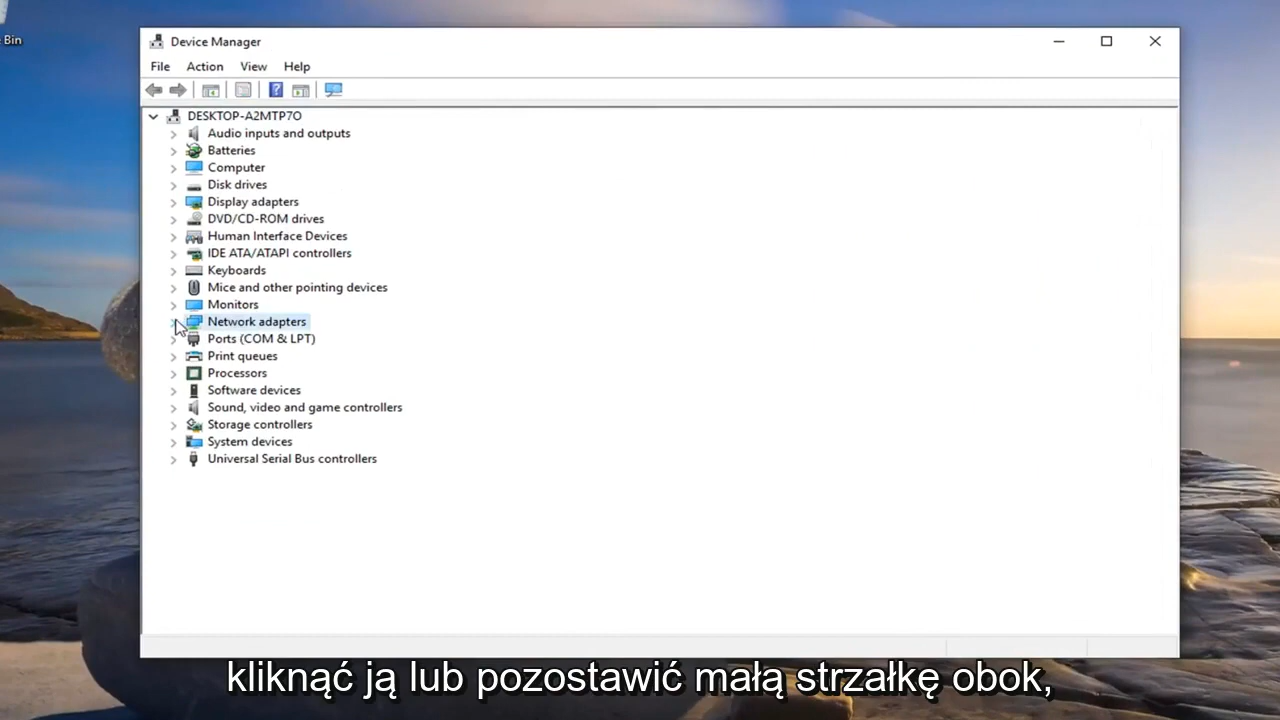 Bin
Device Manager
File Action View Help
DESKTOP-A2MTP7O
Audio inputs and outputs
Batteries
Computer
Disk drives
Display adapters
DVD/CD-ROM drives
Human Interface Devices
IDE ATA/ATAPI controllers
Keyboards
Mice and other pointing devices
Monitors
Network adapters
Ports (COM & LPT)
Print queues
Processors
Software devices
Sound, video and game controllers
Storage controllers
System devices
Universal Serial Bus controllers
kliknąć ją lub pozostawić małą strzałkę obok,